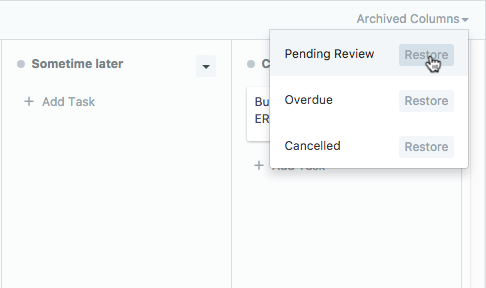 Archived Columns
Pending Review Restore
Sometime later
Overdue Restore
Add Task
Bu
ER
Cancelled Restore
Add Task